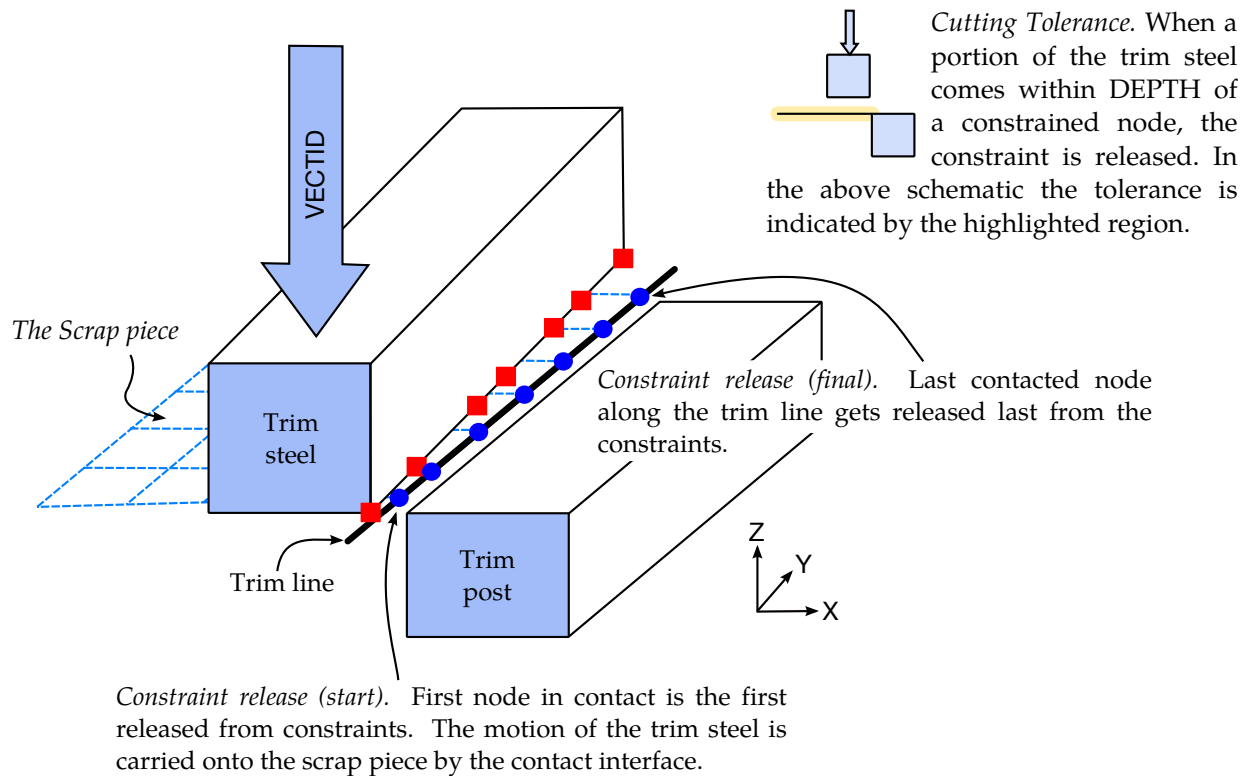 Cutting Tolerance. When a
portion of the trim steel
comes within DEPTH of
a constrained node, the
constraint is released. In
the above schematic the tolerance is
indicated by the highlighted region.
VECTID
The Scrap piece
Trim
steel
Constraint release (final). Last contacted node
along the trim line gets released last from the
constraints.
Trim line
Trim
post
Z
Y
X
Constraint release (start). First node in contact is the first
released from constraints. The motion of the trim steel is
carried onto the scrap piece by the contact interface.